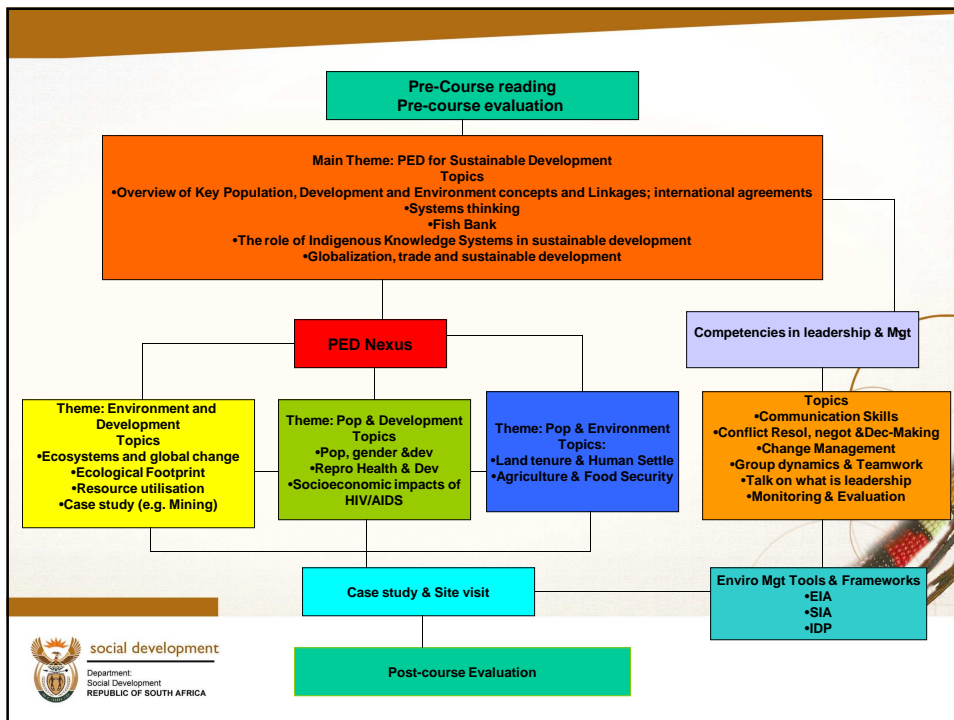 Pre-Course reading
Pre-course evaluation
Main Theme: PED for Sustainable Development
Topics
•Overview of Key Population, Development and Environment concepts and Linkages; international agreements
•Systems thinking
•Fish Bank
•The role of Indigenous Knowledge Systems in sustainable development
•Globalization, trade and sustainable development
PED Nexus
Competencies in leadership & Mgt
Theme: Environment and
Development
Topics
•Ecosystems and global change
•Ecological Footprint
•Resource utilisation
•Case study (e.g. Mining)
Theme: Pop & Development
Topics
•Pop, gender &dev
•Repro Health & Dev
•Socioeconomic impacts of
HIV/AIDS
Theme: Pop & Environment
Topics:
•Land tenure & Human Settle
•Agriculture & Food Security
Topics
•Communication Skills
•Conflict Resol, negot &Dec-Making
•Change Management
•Group dynamics & Teamwork
•Talk on what is leadership
•Monitoring & Evaluation
Case study & Site visit
Enviro Mgt Tools & Frameworks
•EIA
•SIA
•IDP
Post-course Evaluation
social development
Department:
Social Development
REPUBLIC OF SOUTH AFRICA